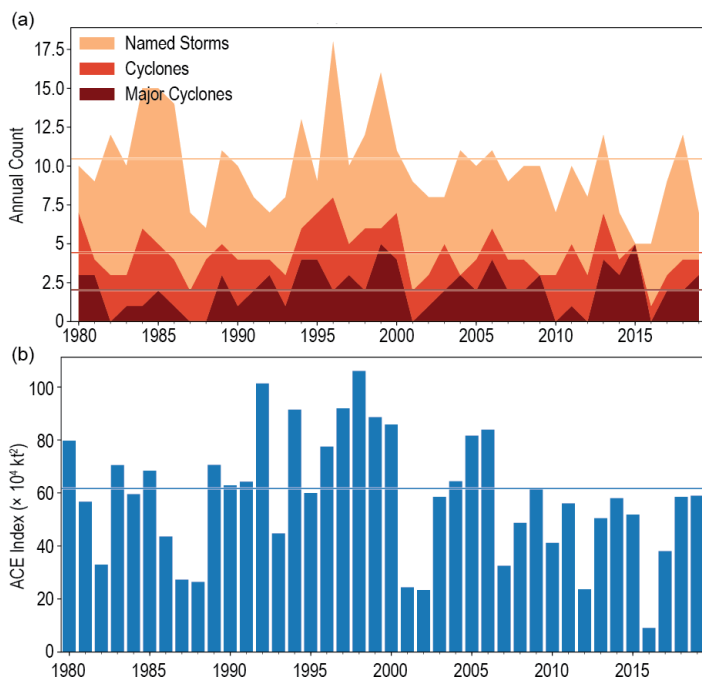 (a)
17.5
15.0
12.5
10.0
7.5
5
2.5
0
Annual Count
Named Storms
Cyclones
Major Cyclones
1980 1985 1990 1995 2000 2005 2010 2015
(b)
100
80
60
40
20
0
ACE Index (× 10⁴ kt²)
1980 1985 1990 1995 2000 2005 2010 2015